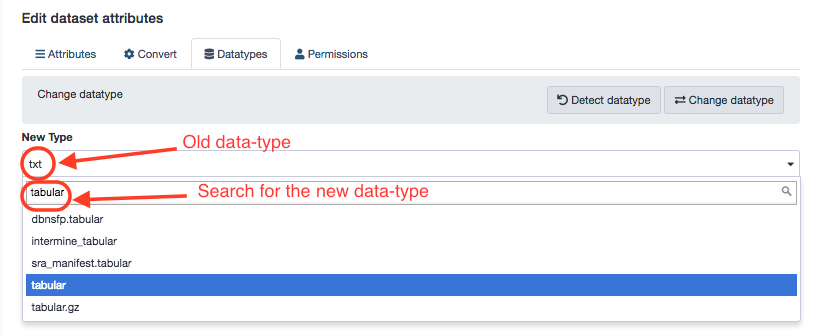 Edit dataset attributes
Attributes Convert Datatypes Permissions
Change datatype Detect datatype Change datatype
New Type
Old data-type
txt
Search for the new data-type
tabular
dbnsfp.tabular
intermine_tabular
sra_manifest.tabular
tabular
tabular.gz